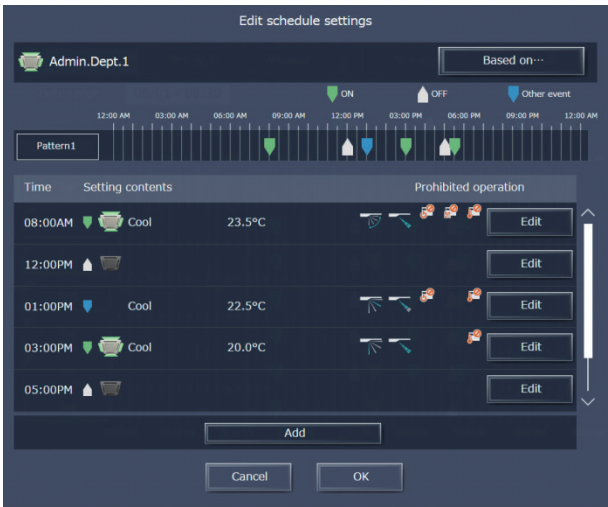 Edit schedule settings
Admin.Dept.1 Based on···
ON OFF Other event
12:00 AM 03:00 AM 06:00 AM 09:00 AM 12:00 PM 03:00 PM 06:00 PM 09:00 PM 12:00 AM
Pattern1
Time Setting contents Prohibited operation
08:00AM Cool 23.5°C Edit
12:00PM Edit
01:00PM Cool 22.5°C Edit
03:00PM Cool 20.0°C Edit
05:00PM Edit
Add
Cancel OK